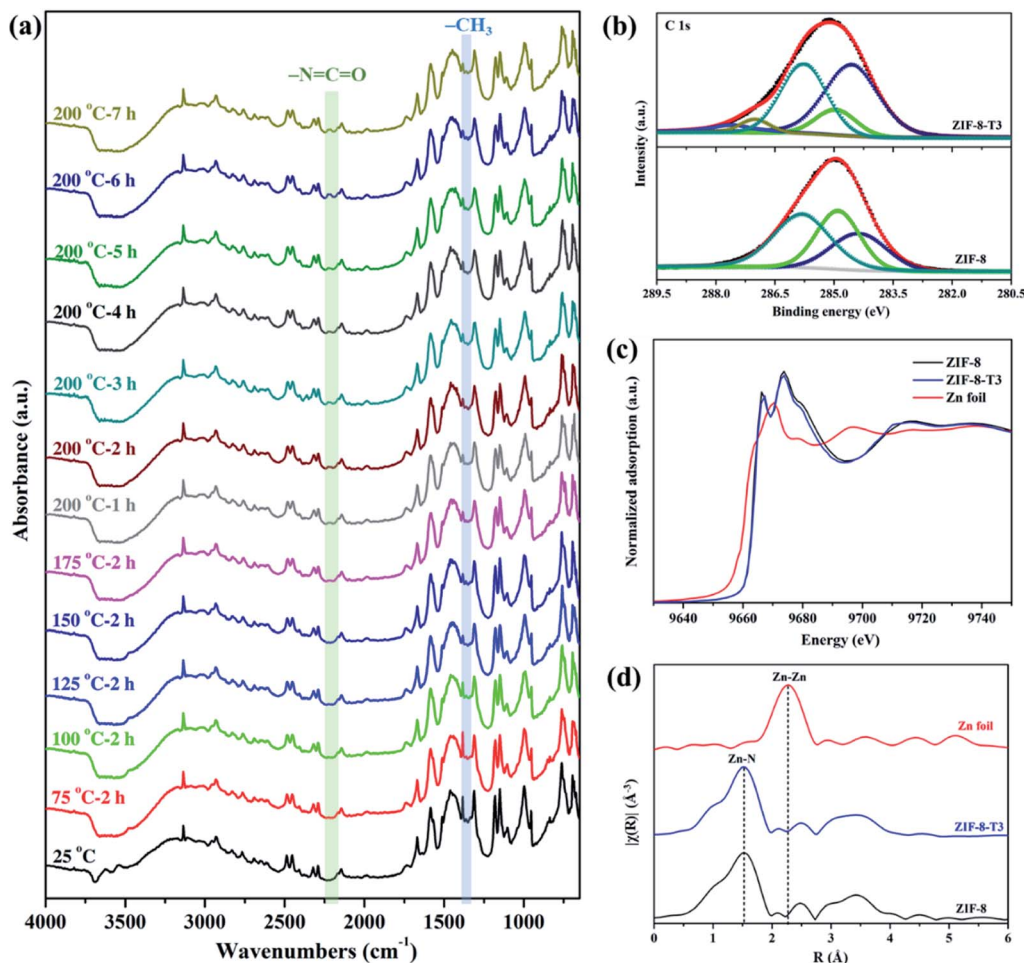 (a)
–CH3
–N=C=O
200 °C-7 h
200 °C-6 h
200 °C-5 h
200 °C-4 h
200 °C-3 h
200 °C-2 h
200 °C-1 h
175 °C-2 h
150 °C-2 h
125 °C-2 h
100 °C-2 h
75 °C-2 h
25 °C
Absorbance (a.u.)
4000 3500 3000 2500 2000 1500 1000
Wavenumbers (cm-1)
(b)
C 1s
ZIF-8-T3
ZIF-8
Intensity (a.u.)
289.5 288.0 286.5 285.0 283.5 282.0 280.5
Binding energy (eV)
(c)
ZIF-8
ZIF-8-T3
Zn foil
Normalized adsorption (a.u.)
9640 9660 9680 9700 9720 9740
Energy (eV)
(d)
Zn-Zn
Zn foil
Zn-N
ZIF-8-T3
ZIF-8
|χ(R)| (Å-3)
0 1 2 3 4 5 6
R (Å)